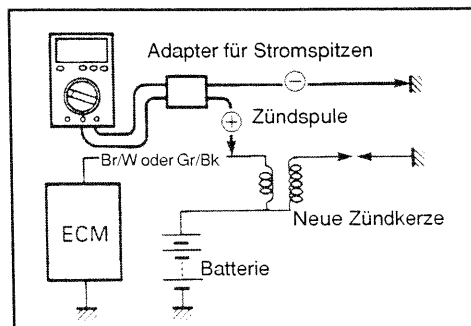 Adapter für Stromspitzen
−
+
Zündspule
Br/W oder Gr/Bk
Neue Zündkerze
ECM
Batterie